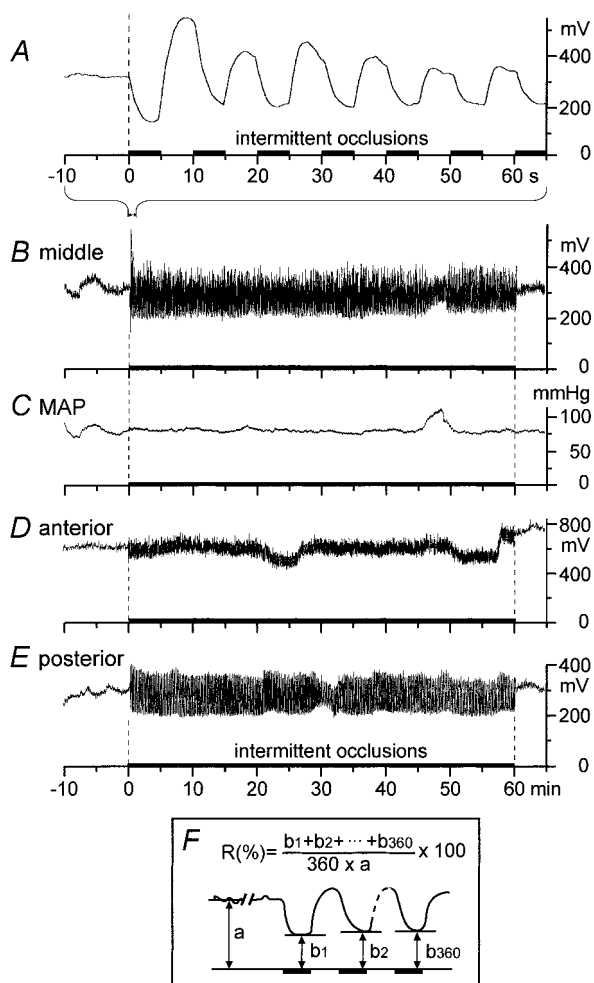 A
mV
400
200
0
intermittent occlusions
-10 0 10 20 30 40 50 60 s
B middle
mV
400
200
0
C MAP
mmHg
100
50
0
D anterior
800
mV
400
0
E posterior
400
mV
200
0
intermittent occlusions
-10 0 10 20 30 40 50 60 min
F
R(%)= b1+b2+ ··· +b360 / 360 x a x 100
a b1 b2 b360